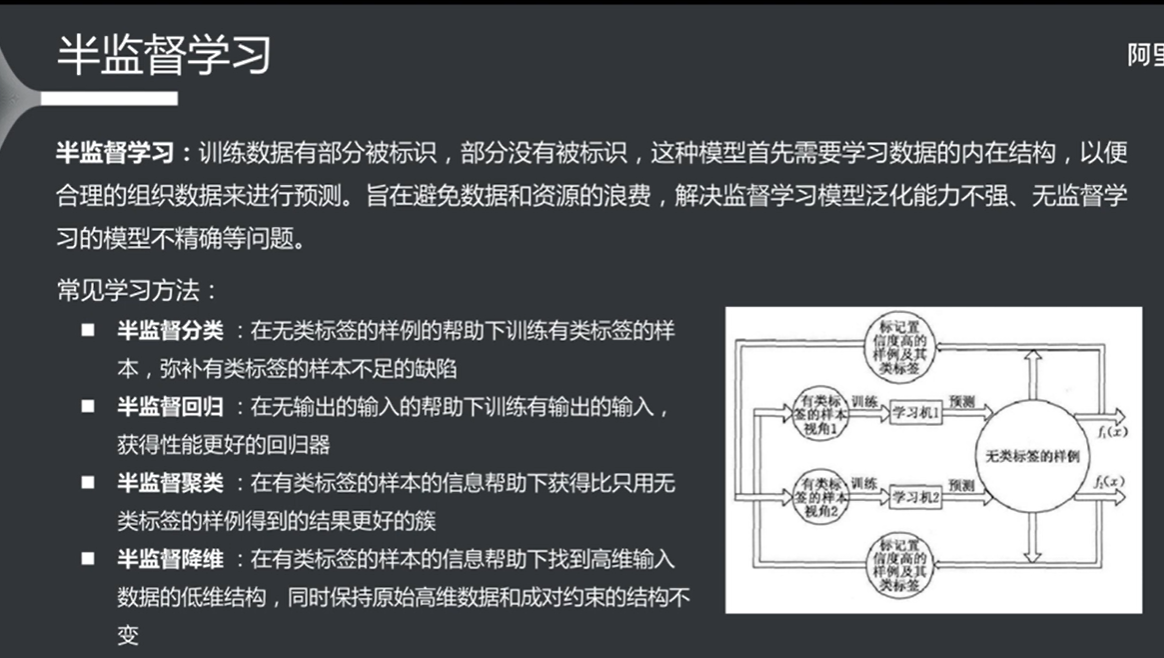 半监督学习
阿里
半监督学习：训练数据有部分被标识，部分没有被标识，这种模型首先需要学习数据的内在结构，以便
合理的组织数据来进行预测。旨在避免数据和资源的浪费，解决监督学习模型泛化能力不强、无监督学
习的模型不精确等问题。
常见学习方法：
■ 半监督分类 ：在无类标签的样例的帮助下训练有类标签的样
本，弥补有类标签的样本不足的缺陷
■ 半监督回归 ：在无输出的输入的帮助下训练有输出的输入，
获得性能更好的回归器
■ 半监督聚类 ：在有类标签的样本的信息帮助下获得比只用无
类标签的样例得到的结果更好的簇
■ 半监督降维 ：在有类标签的样本的信息帮助下找到高维输入
数据的低维结构，同时保持原始高维数据和成对约束的结构不
变
标记置
信度高的
样例及其
类标签
有类标
签的样本
视角1
训练
学习机1
预测
f₁(x)
无类标签的样例
有类标
签的样本
视角2
训练
学习机2
预测
f₂(x)
标记置
信度高的
样例及其
类标签